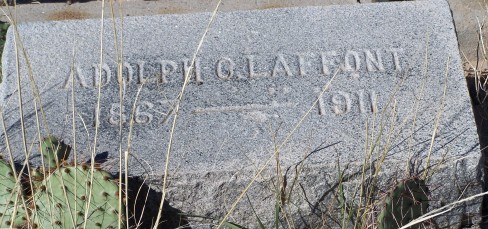 ADOLPH C. LAFFONT
1867 — 1911